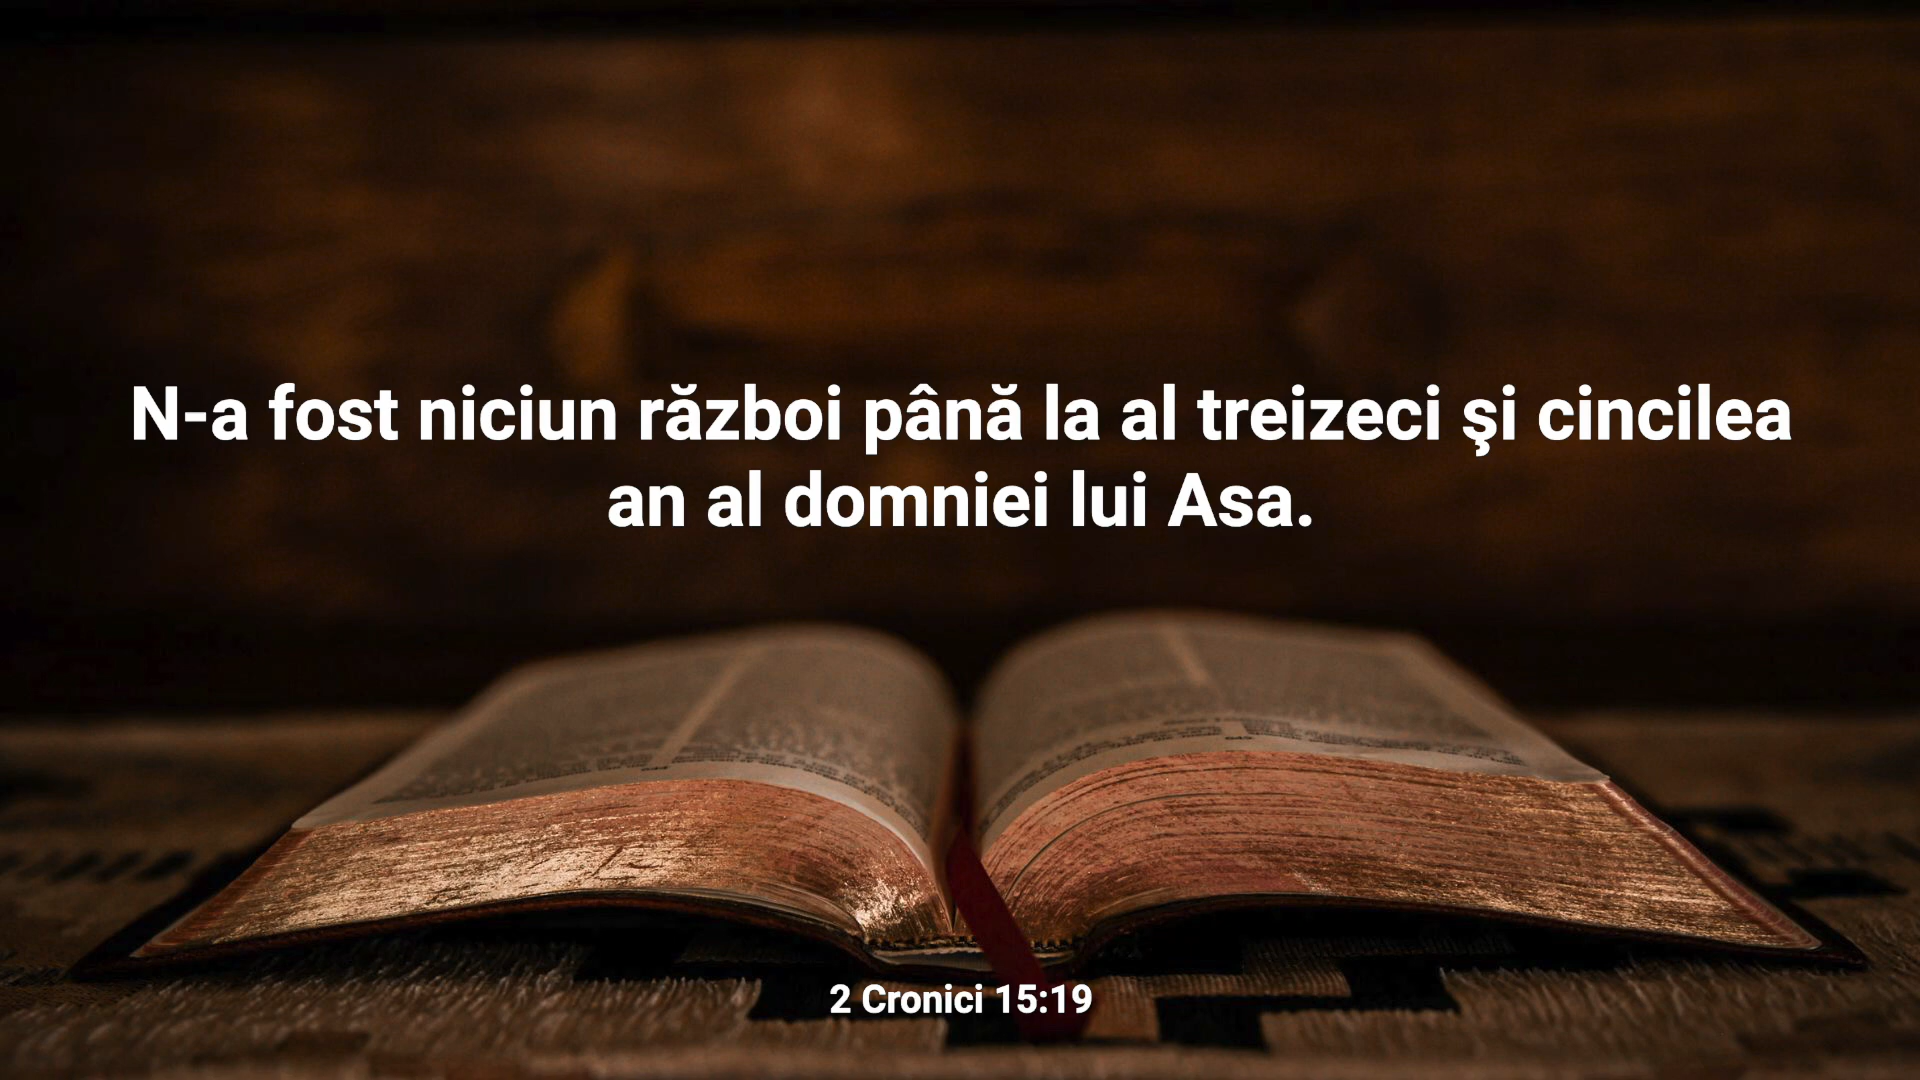 N-a fost niciun război până la al treizeci şi cincilea
an al domniei lui Asa.
2 Cronici 15:19